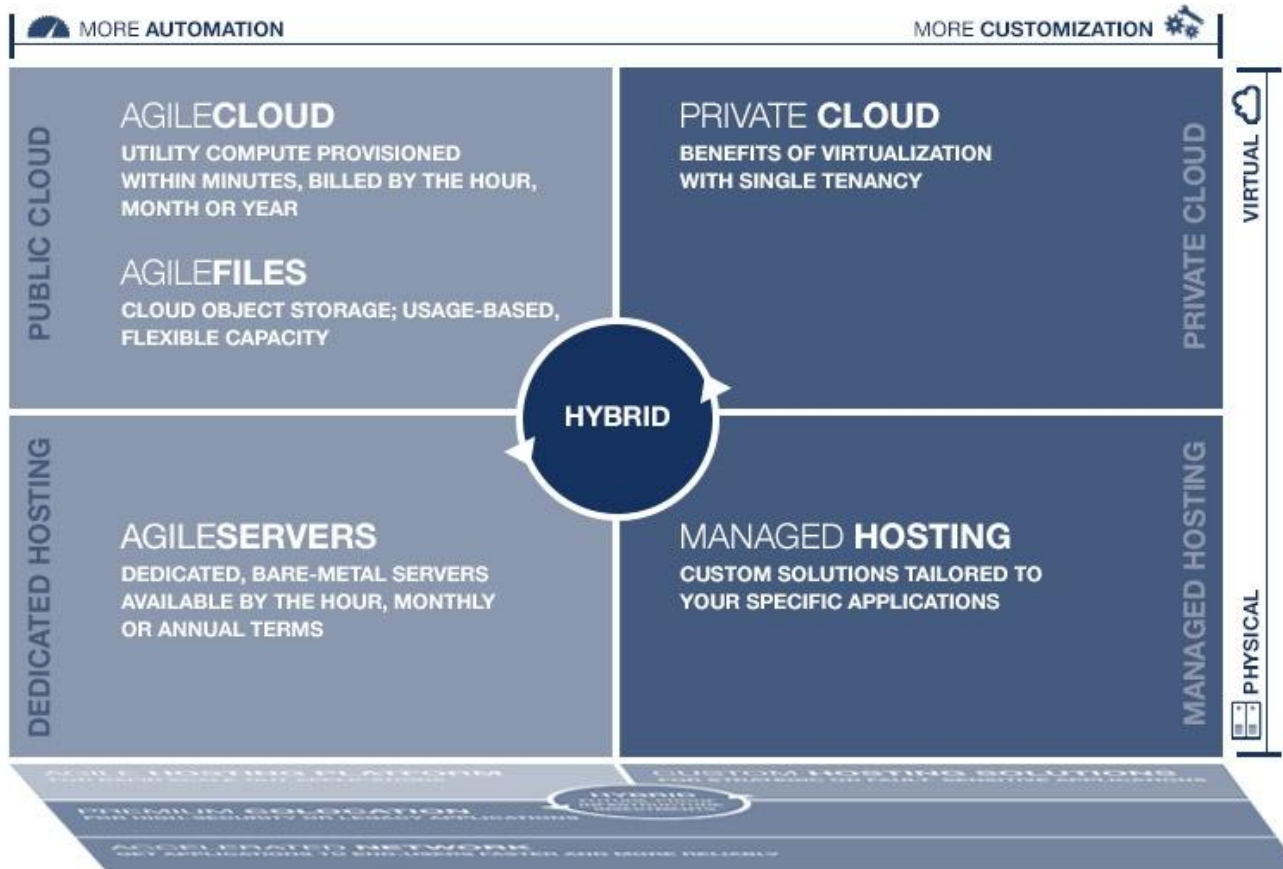 MORE AUTOMATION
MORE CUSTOMIZATION
PUBLIC CLOUD
AGILECLOUD
UTILITY COMPUTE PROVISIONED
WITHIN MINUTES, BILLED BY THE HOUR,
MONTH OR YEAR
AGILEFILES
CLOUD OBJECT STORAGE; USAGE-BASED,
FLEXIBLE CAPACITY
PRIVATE CLOUD
BENEFITS OF VIRTUALIZATION
WITH SINGLE TENANCY
PRIVATE CLOUD
VIRTUAL
HYBRID
DEDICATED HOSTING
AGILESERVERS
DEDICATED, BARE-METAL SERVERS
AVAILABLE BY THE HOUR, MONTHLY
OR ANNUAL TERMS
MANAGED HOSTING
CUSTOM SOLUTIONS TAILORED TO
YOUR SPECIFIC APPLICATIONS
MANAGED HOSTING
PHYSICAL
AGILE HOSTING PLATFORM
CUSTOM HOSTING SOLUTIONS
HYBRID
PREMIUM COLOCATION
FOR HIGH SECURITY OR LEGACY APPLICATIONS
ACCELERATED NETWORK
GET APPLICATIONS TO END-USERS FASTER AND MORE RELIABLY